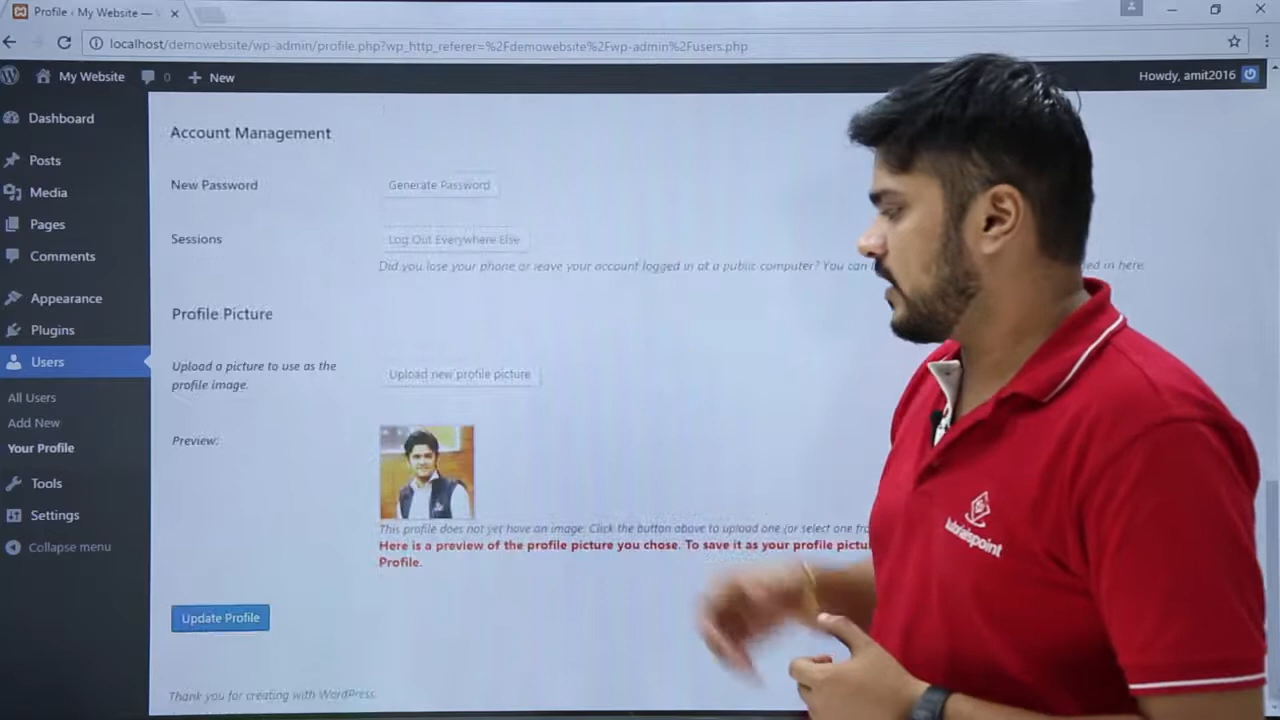 Profile ‹ My Website —
localhost/demowebsite/wp-admin/profile.php?wp_http_referer=%2Fdemowebsite%2Fwp-admin%2Fusers.php
My Website 0 New
Howdy, amit2016
Dashboard
Posts
Media
Pages
Comments
Appearance
Plugins
Users
All Users
Add New
Your Profile
Tools
Settings
Collapse menu
Account Management
New Password
Generate Password
Sessions
Log Out Everywhere Else
Did you lose your phone or leave your account logged in at a public computer? You can ed in here.
Profile Picture
Upload a picture to use as the
profile image.
Upload new profile picture
Preview:
This profile does not yet have an image. Click the button above to upload one (or select one
Here is a preview of the profile picture you chose. To save it as your profile
Profile.
Update Profile
Thank you for creating with WordPress.
tutorialspoint